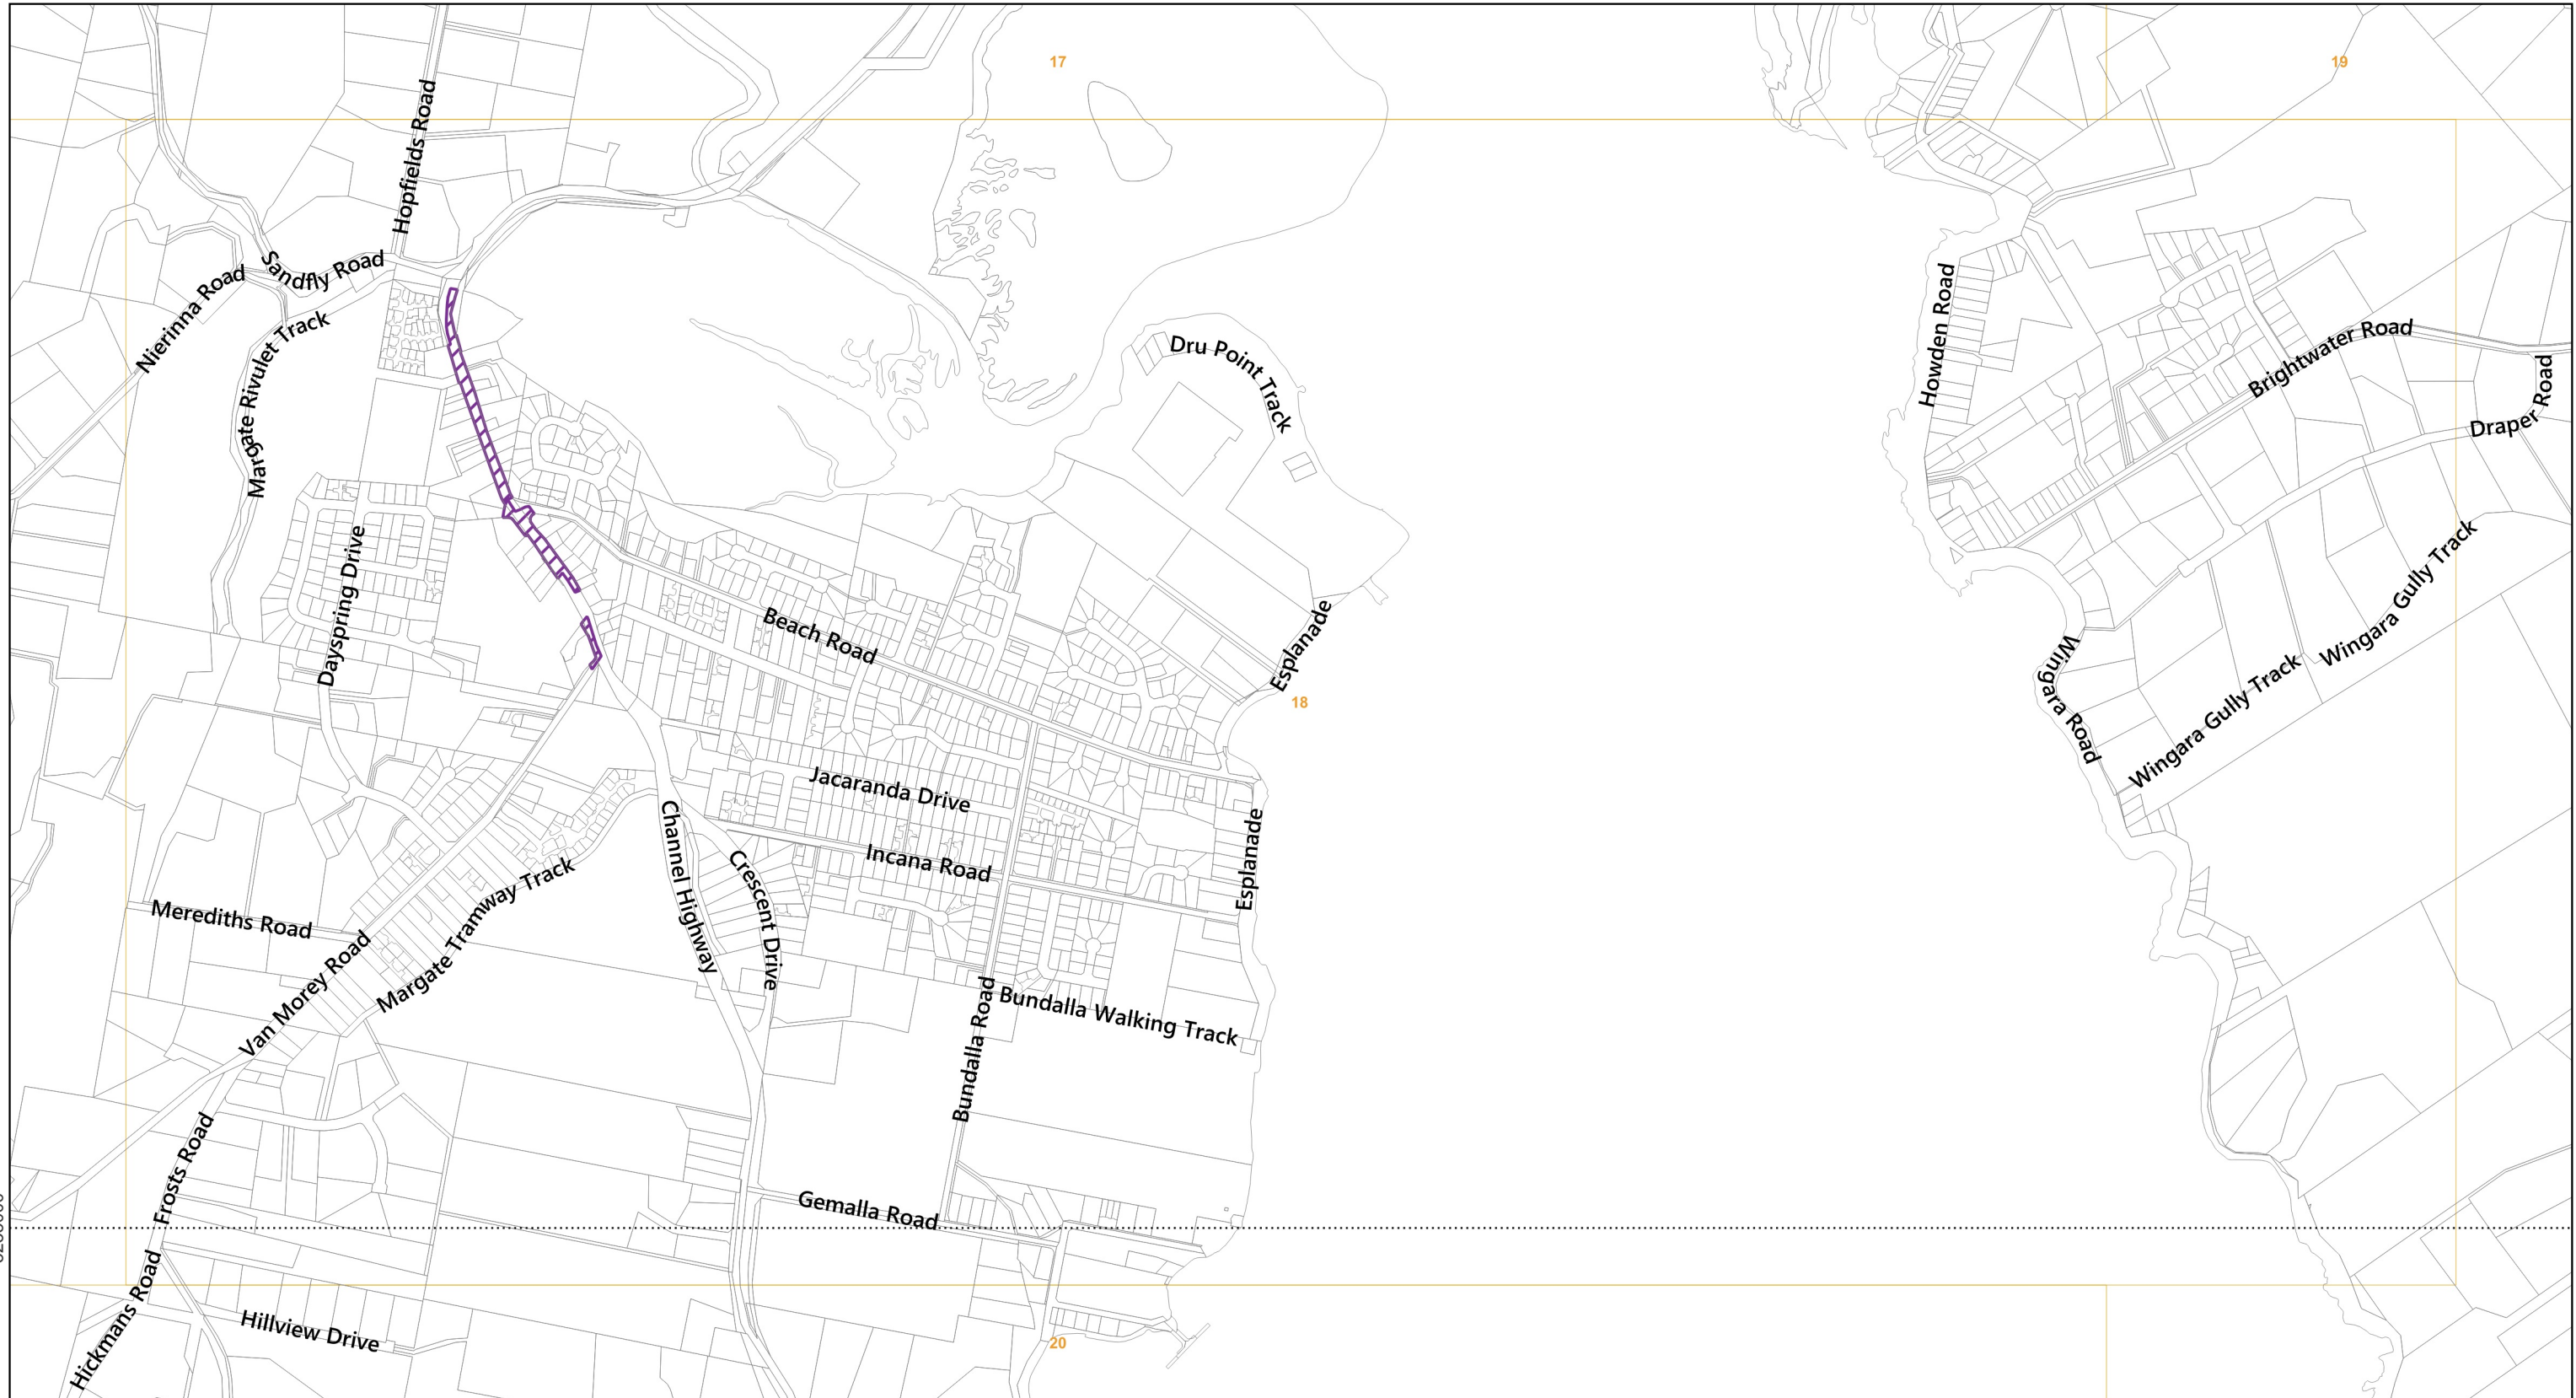 17
19
Hopfields Road
Sandfly Road
Nierinna Road
Margate Rivulet Track
Howden Road
Dru Point Track
Brightwater Road
Draper Road
Wingara Gully Track
Dayspring Drive
Beach Road
Esplanade
18
Wingara Road
Wingara Gully Track
Jacaranda Drive
Channel Highway
Incana Road
Crescent Drive
Esplanade
Merediths Road
Margate Tramway Track
Van Morey Road
Bundalla Road
Bundalla Walking Track
Frosts Road
Gemalla Road
Hickmans Road
Hillview Drive
20